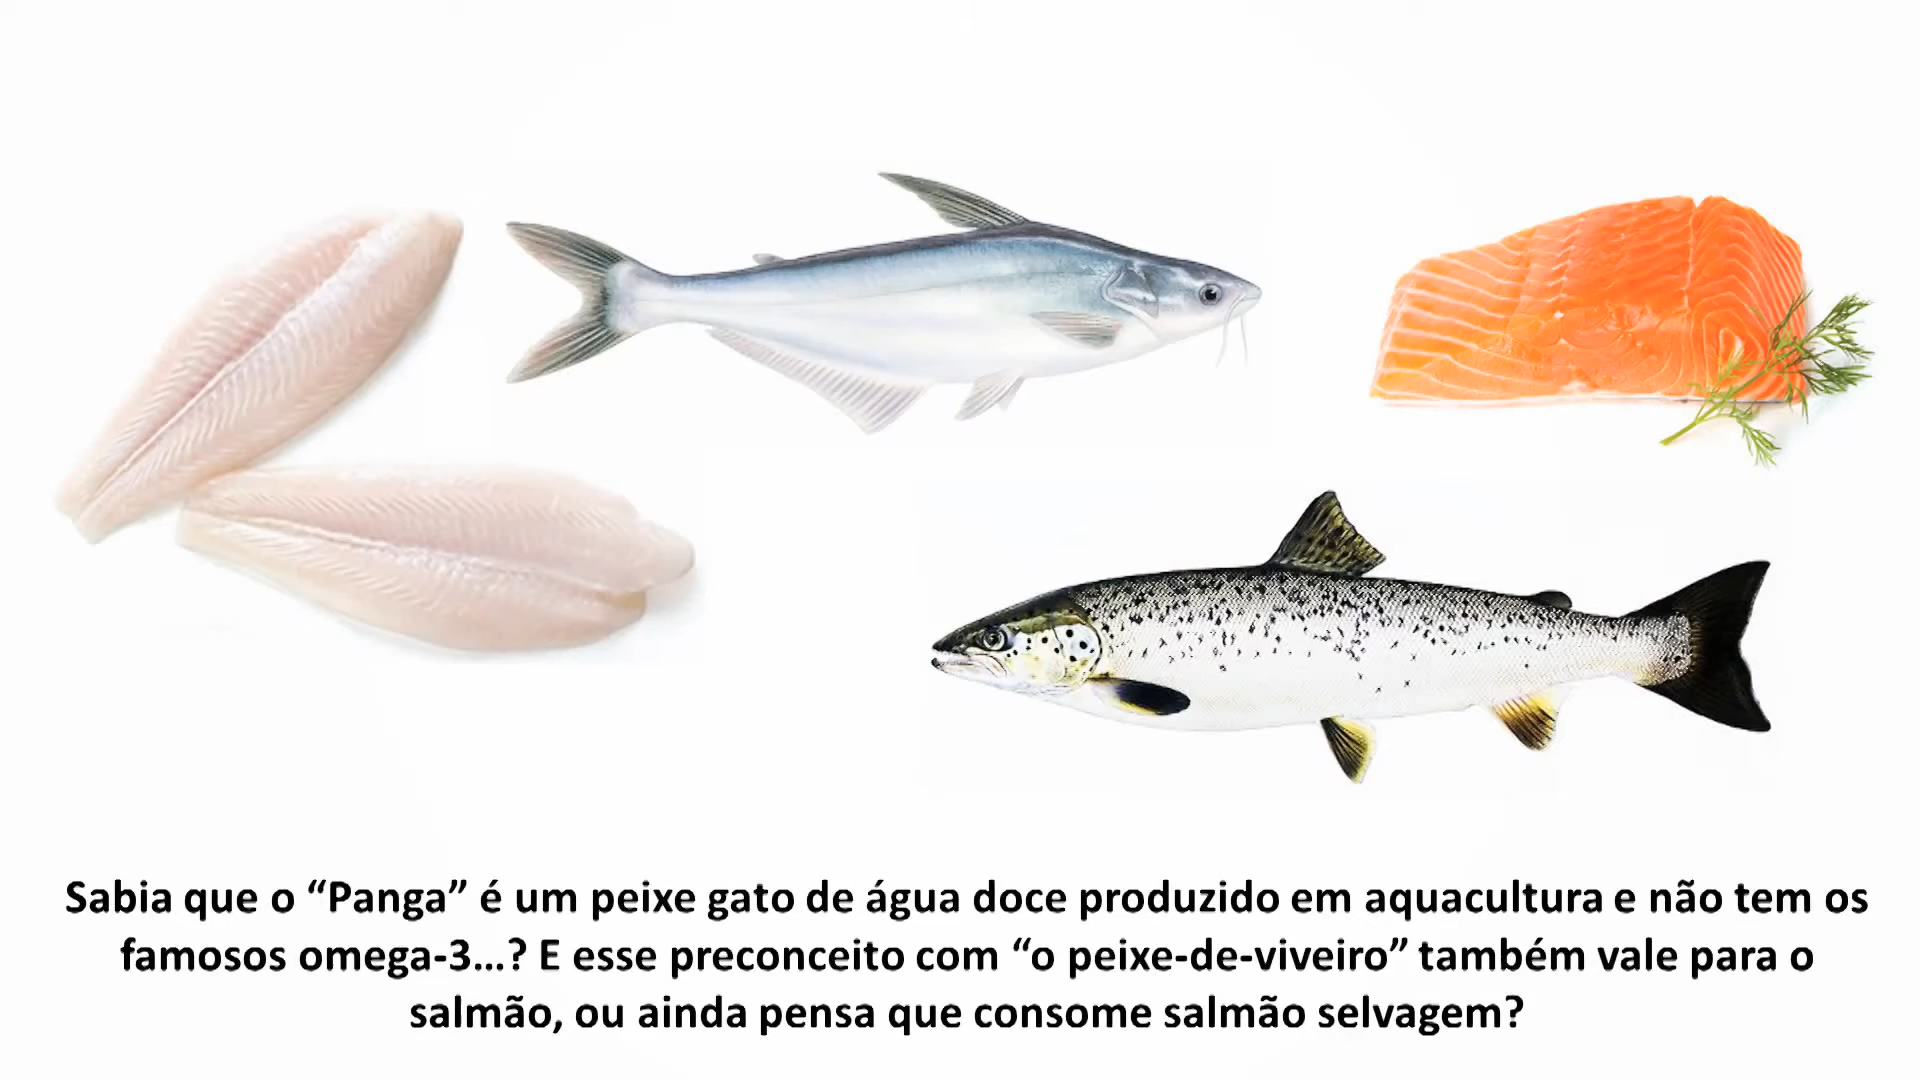 Sabia que o “Panga” é um peixe gato de água doce produzido em aquacultura e não tem os
famosos omega-3...? E esse preconceito com “o peixe-de-viveiro” também vale para o
salmão, ou ainda pensa que consome salmão selvagem?